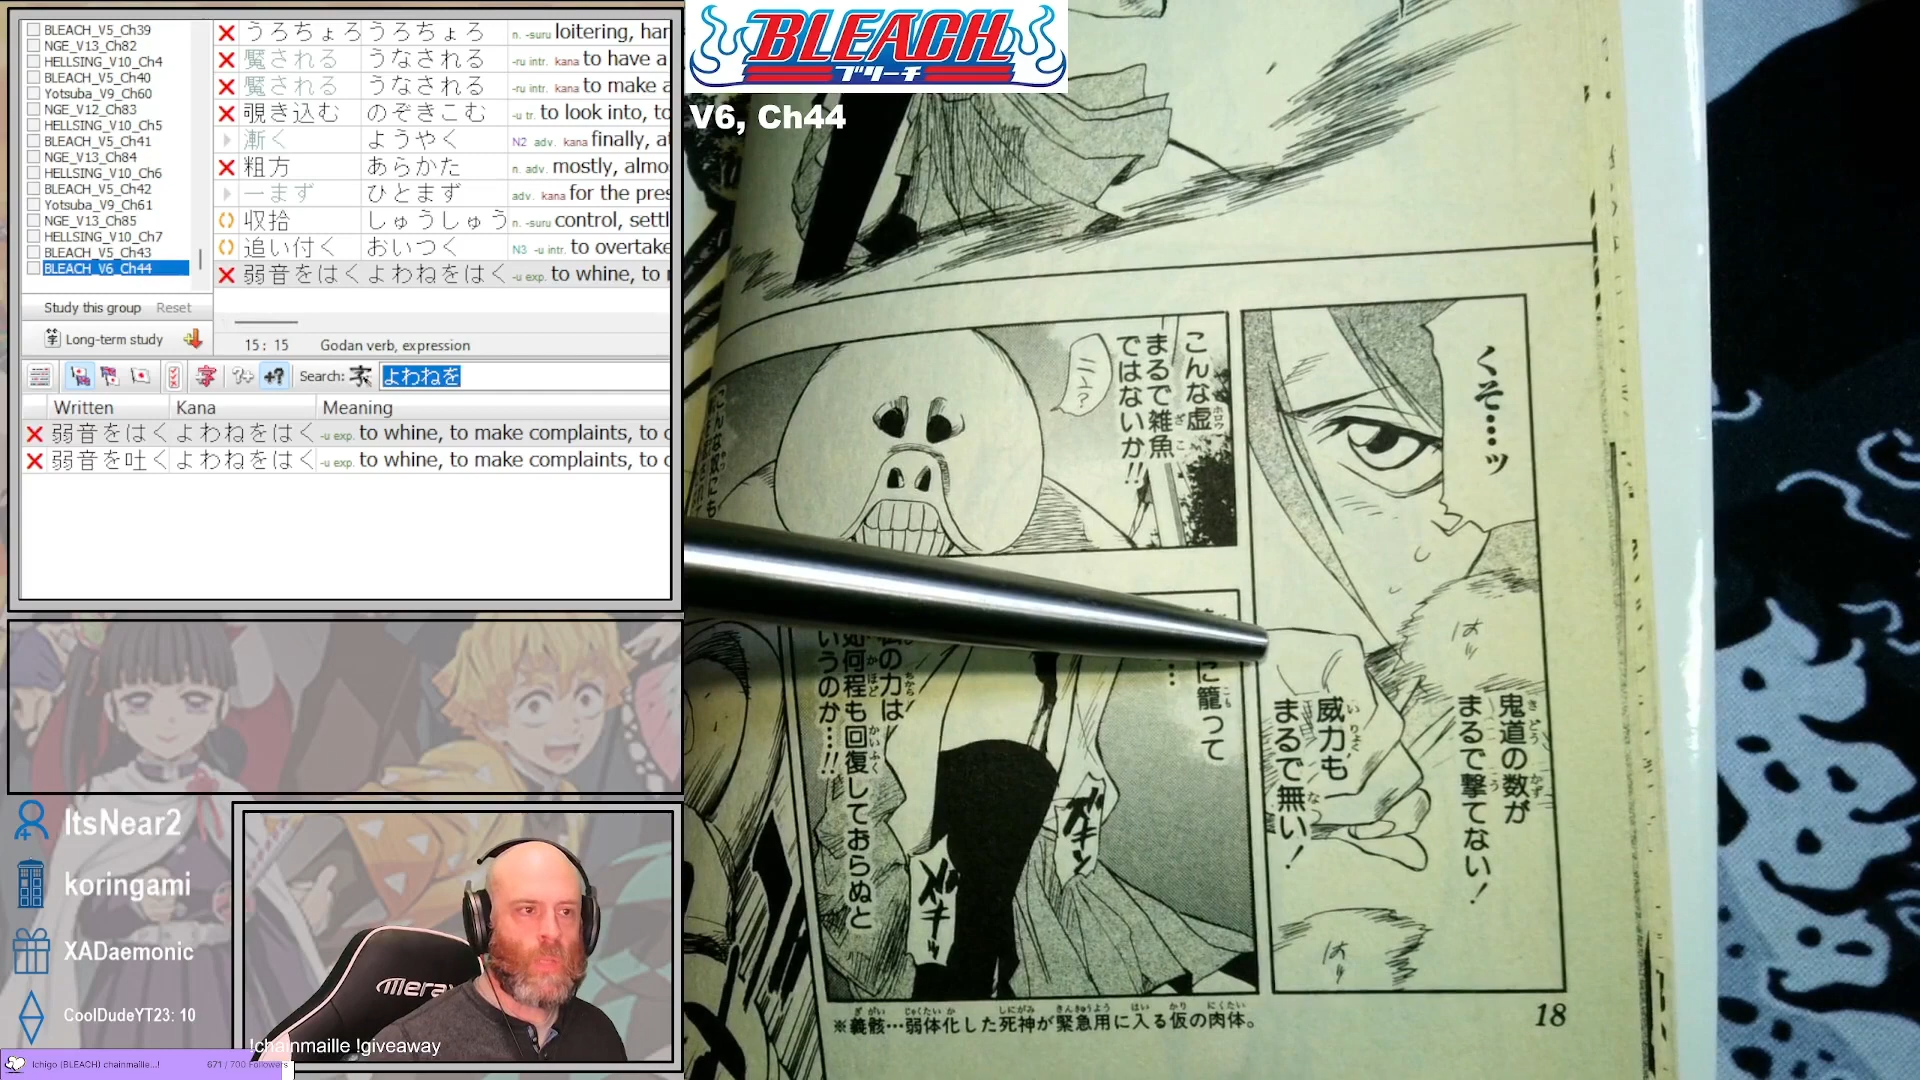 BLEACH_V5_Ch39
NGE_V13_Ch82
HELLSING_V10_Ch4
BLEACH_V5_Ch40
Yotsuba_V9_Ch60
NGE_V12_Ch83
HELLSING_V10_Ch5
BLEACH_V5_Ch41
NGE_V13_Ch84
HELLSING_V10_Ch6
BLEACH_V5_Ch42
Yotsuba_V9_Ch61
NGE_V13_Ch85
HELLSING_V10_Ch7
BLEACH_V5_Ch43
BLEACH_V6_Ch44
Study this group Reset
Long-term study
うろちょろ うろちょろ n. -suru loitering, har
魘される うなされる -ru intr. kana to have a
魘される うなされる -ru intr. kana to make a
覗き込む のぞきこむ -u tr. to look into, to
漸く ようやく N2 adv. kana finally, a
粗方 あらかた n. adv. mostly, almo
一まず ひとまず adv. kana for the pres
収拾 しゅうしゅう n. -suru control, settl
追い付く おいつく N3 -u intr. to overtake
弱音をはく よわねをはく -u exp. to whine, to
15: 15 Godan verb, expression
Search: よわねを
Written Kana Meaning
弱音をはく よわねをはく -u exp. to whine, to make complaints, to c
弱音を吐く よわねをはく -u exp. to whine, to make complaints, to c
ItsNear2
koringami
XADaemonic
CoolDudeYT23: 10
Ichigo (BLEACH) chainmaille...!
671 / 700 Followers
!chainmaille !giveaway
BLEACH
ブリーチ
V6, Ch44
くそ…ッ
はッ
鬼道の数が
まるで撃てない！
威力も
まるで無い！
はッ
こんな虚
まるで雑魚
ではないか!!
に籠って
の力は
如何程も回復しておらぬと
いうのか…!!
ズキン
ズキッ
※義骸…弱体化した死神が緊急用に入る仮の肉体。
18